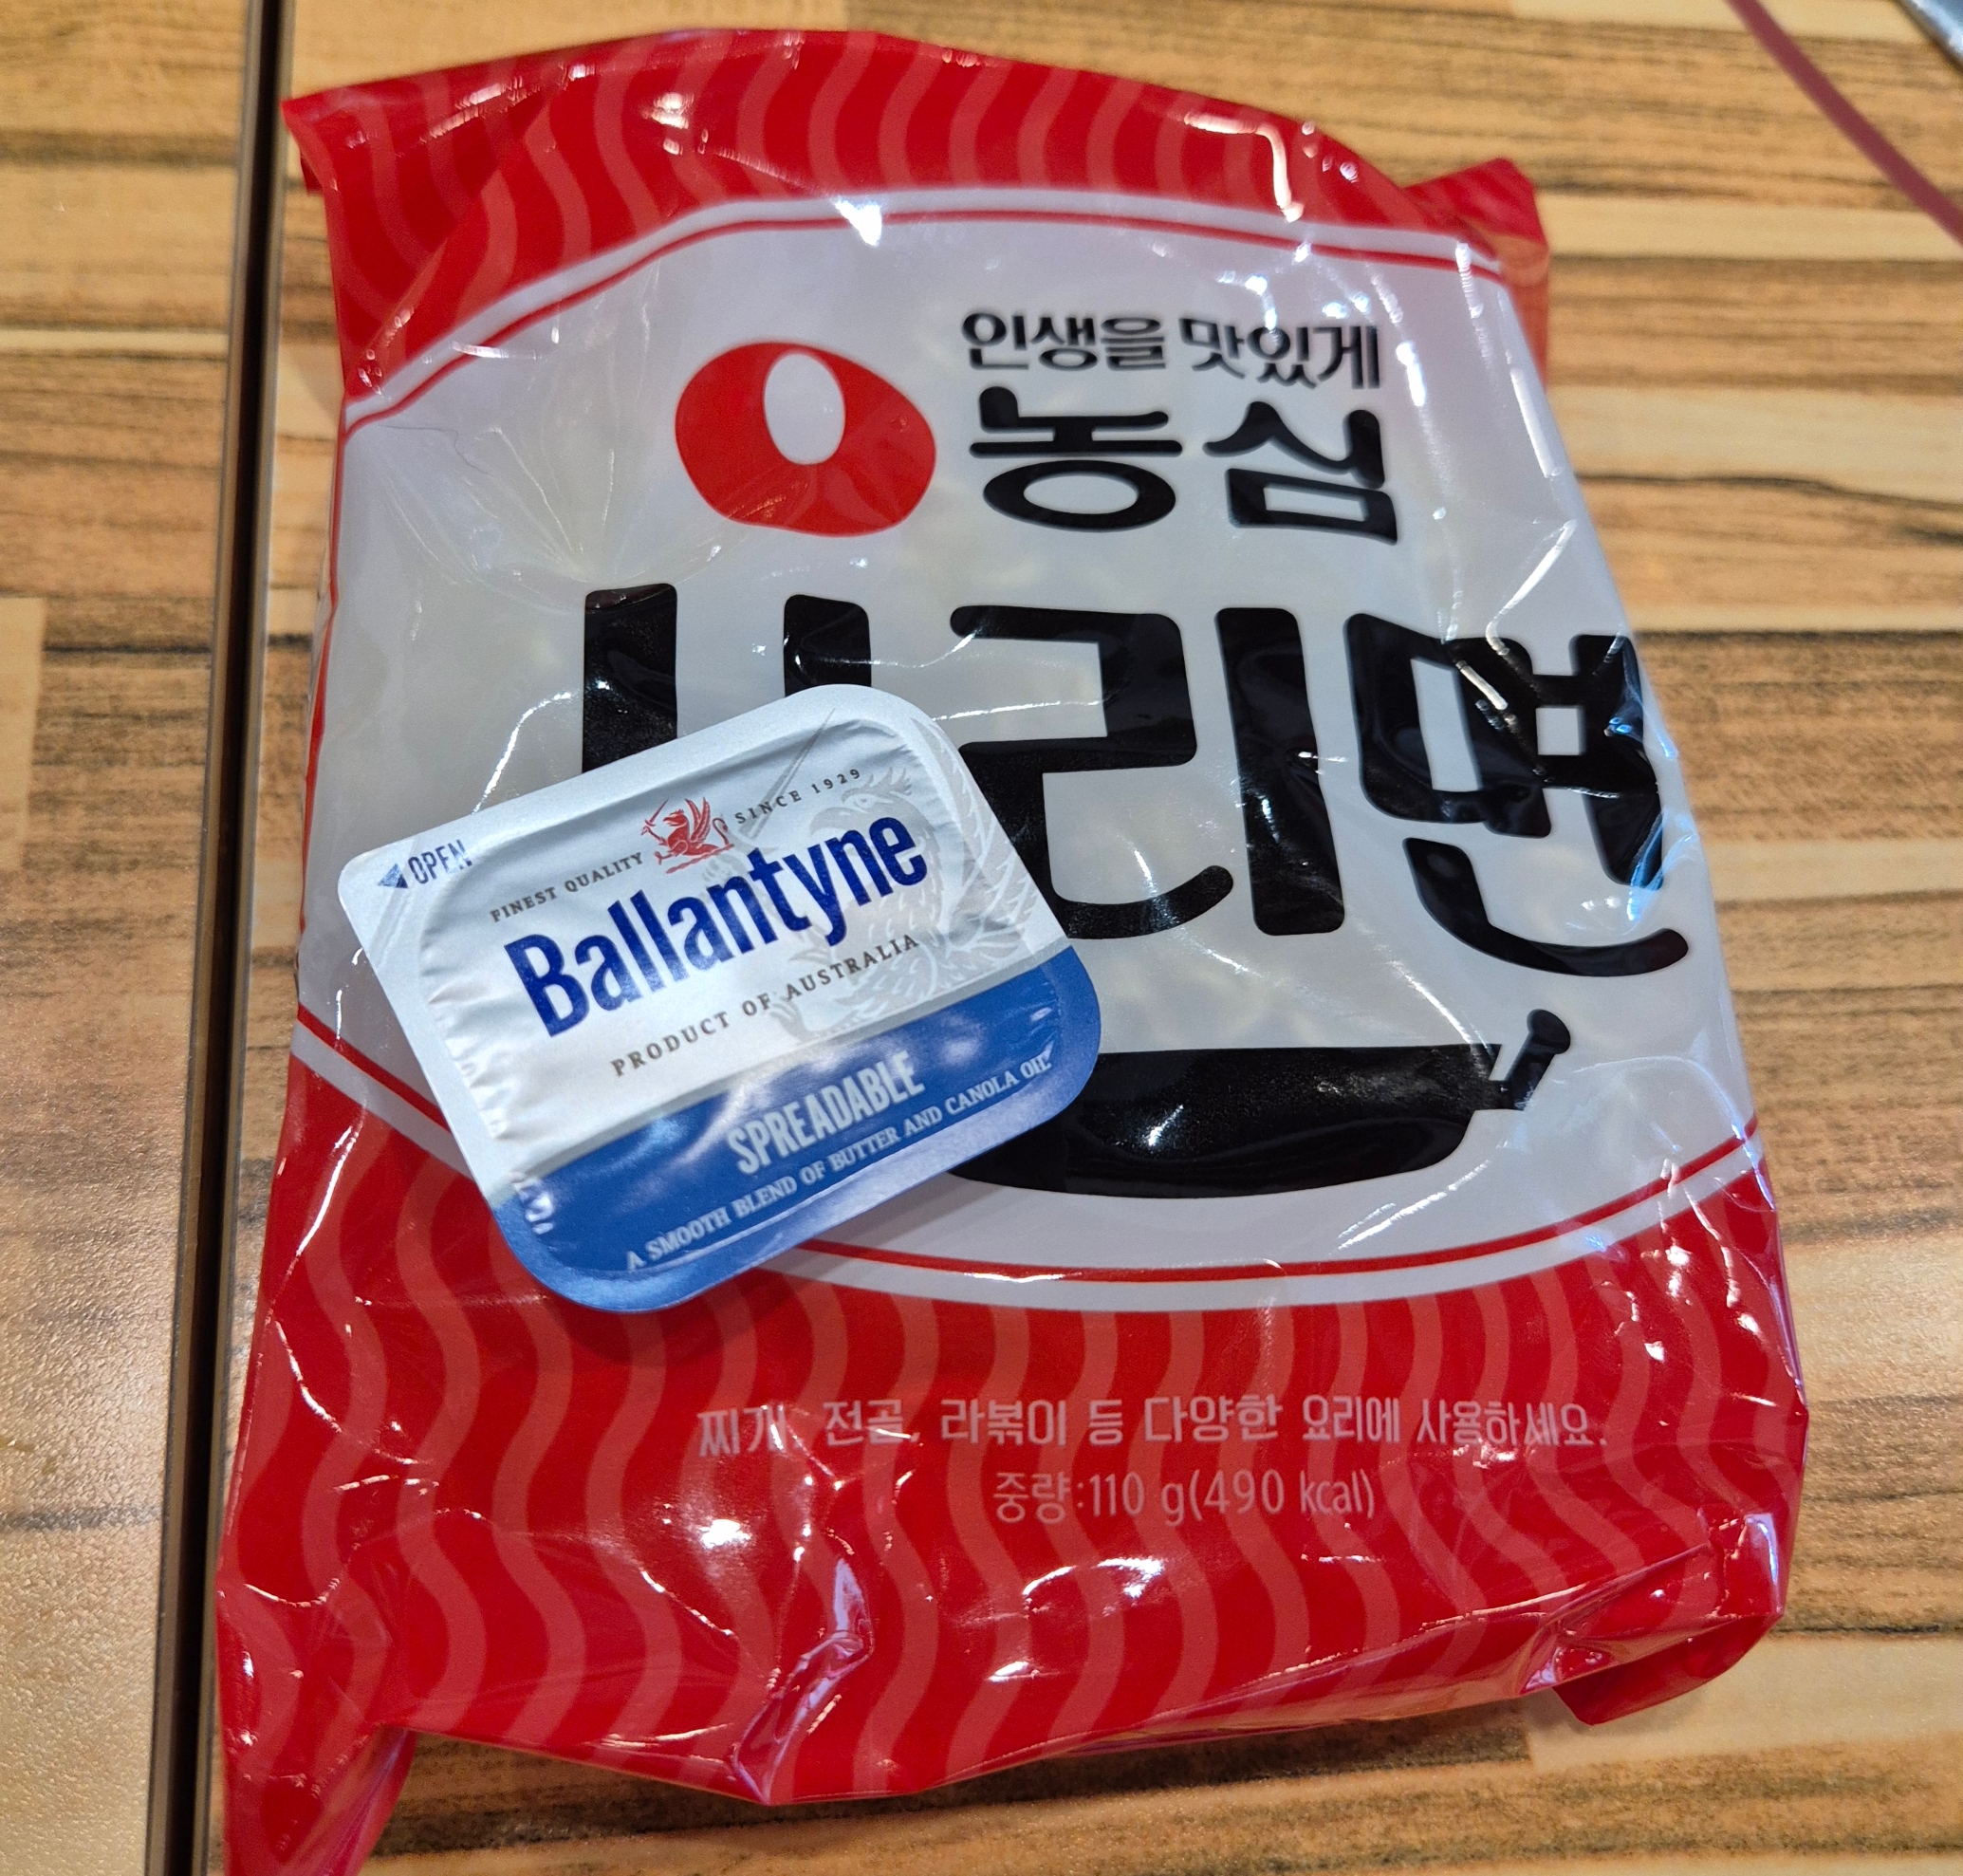 인생을 맛있게
농심
리면
OPEN
FINEST QUALITY SINCE 1929
Ballantyne
PRODUCT OF AUSTRALIA
SPREADABLE
A SMOOTH BLEND OF BUTTER AND CANOLA OIL
찌개, 전골, 라볶이 등 다양한 요리에 사용하세요.
중량:110 g(490 kcal)